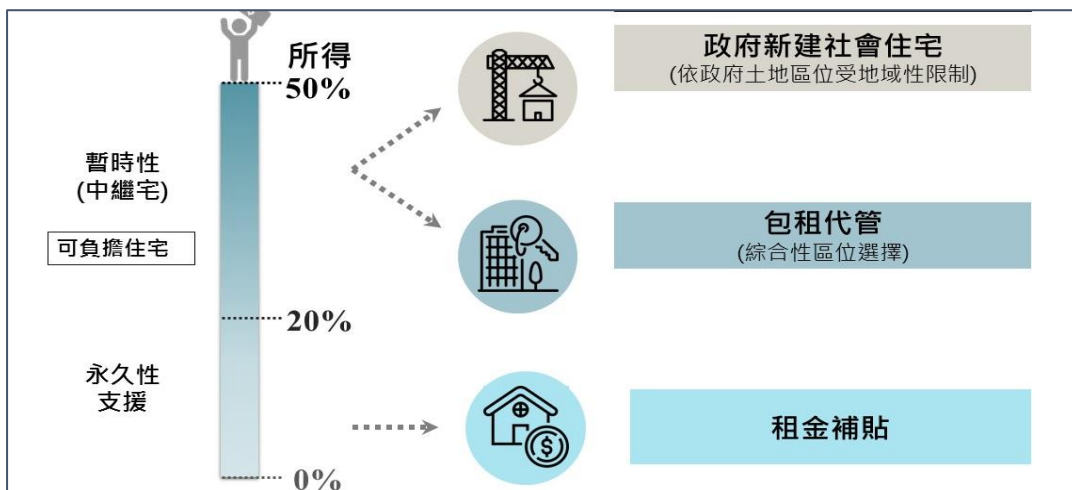 所得
50%
暫時性
(中繼宅)
可負擔住宅
20%
永久性
支援
0%
政府新建社會住宅
(依政府土地區位受地域性限制)
包租代管
(綜合性區位選擇)
$
租金補貼